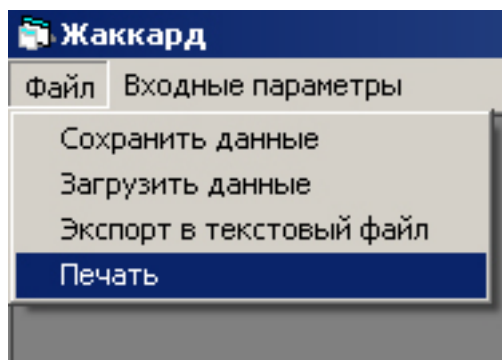 Жаккард
Файл Входные параметры
Сохранить данные
Загрузить данные
Экспорт в текстовый файл
Печать